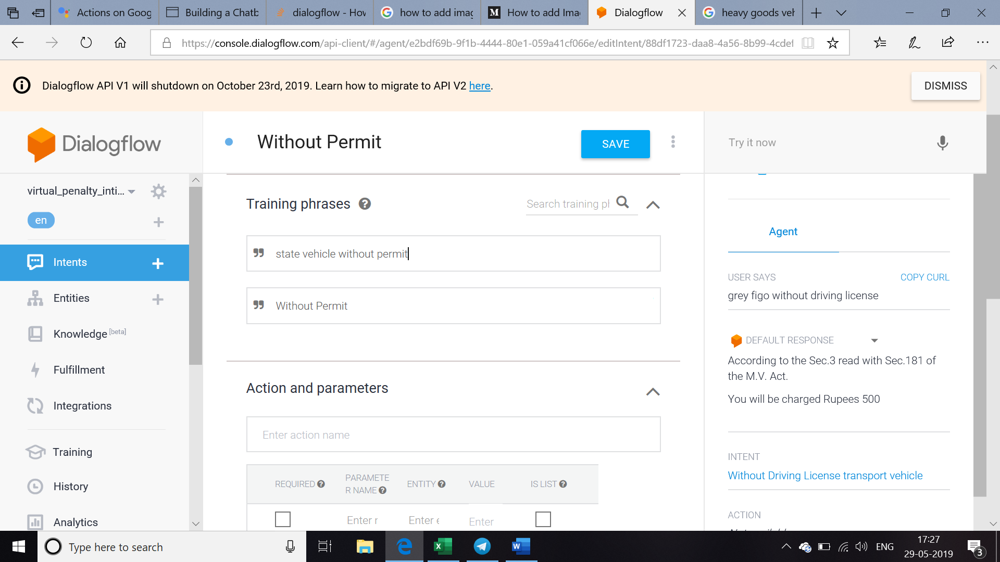 Actions on Goog
Building a Chatb
dialogflow - Hov
how to add imag
M How to add Ima
Dialogflow
heavy goods veh
https://console.dialogflow.com/api-client/#/agent/e2bdf69b-9f1b-4444-80e1-059a41cf066e/editIntent/88df1723-daa8-4a56-8b99-4cdef
Dialogflow API V1 will shutdown on October 23rd, 2019. Learn how to migrate to API V2 here.
DISMISS
Dialogflow
Without Permit
SAVE
Try it now
virtual_penalty_inti...
en
Intents
Entities
Knowledge [beta]
Fulfillment
Integrations
Training
History
Analytics
Training phrases
Search training ph
state vehicle without permit
Without Permit
Action and parameters
Enter action name
REQUIRED
PARAMETE
R NAME
ENTITY
VALUE
IS LIST
Enter
Enter
Enter
Agent
USER SAYS
COPY CURL
grey figo without driving license
DEFAULT RESPONSE
According to the Sec.3 read with Sec.181 of
the M.V. Act.
You will be charged Rupees 500
INTENT
Without Driving License transport vehicle
ACTION
Type here to search
ENG
17:27
29-05-2019
3